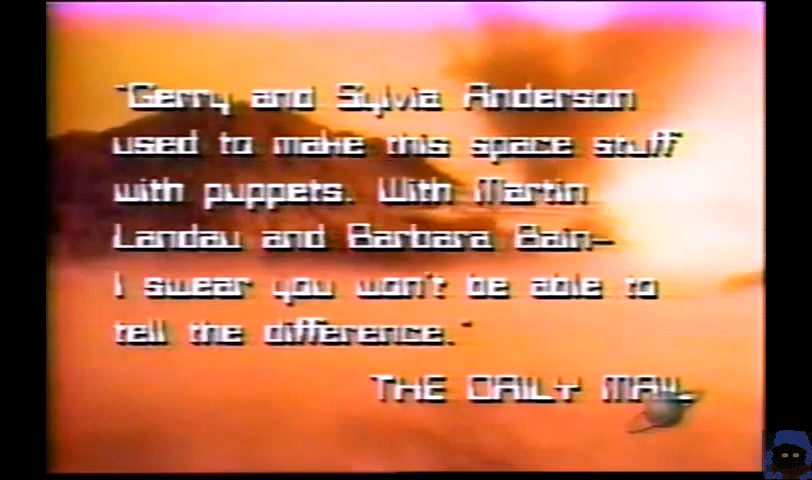 "Gerry and Sylvia Anderson
used to make this space stuff
with puppets. With Martin
Landau and Barbara Bain-
I swear you won't be able to
tell the difference."
THE DAILY MAIL